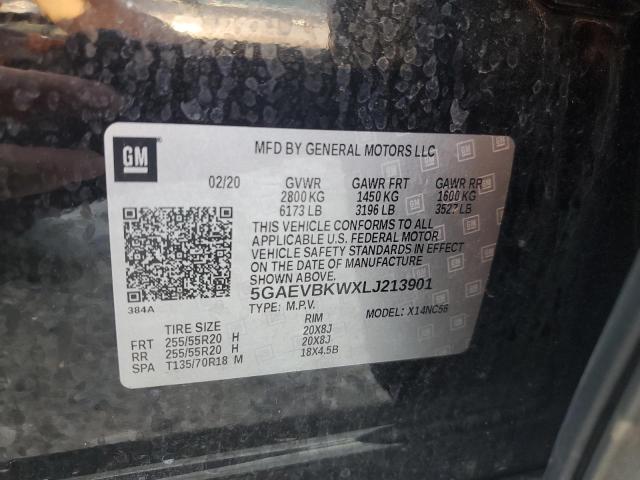 GM
MFD BY GENERAL MOTORS LLC
02/20 GVWR GAWR FRT GAWR RR
2800 KG 1450 KG 1600 KG
6173 LB 3196 LB 3527 LB
THIS VEHICLE CONFORMS TO ALL
APPLICABLE U.S. FEDERAL MOTOR
VEHICLE SAFETY STANDARDS IN EFFECT
ON THE DATE OF MANUFACTURE
SHOWN ABOVE.
384A
5GAEVBKWXLJ213901
TYPE: M.P.V. MODEL: X14NC56
TIRE SIZE RIM
FRT 255/55R20 H 20X8J
RR 255/55R20 H 20X8J
SPA T135/70R18 M 18X4.5B